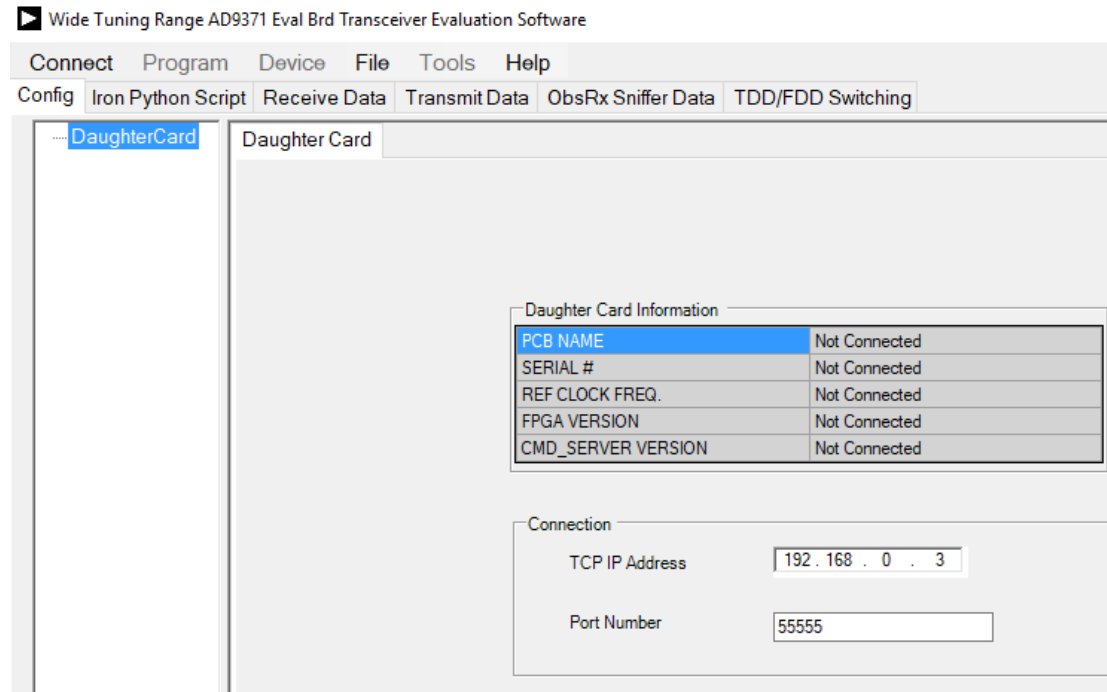 Wide Tuning Range AD9371 Eval Brd Transceiver Evaluation Software
Connect Program Device File Tools Help
Config Iron Python Script Receive Data Transmit Data ObsRx Sniffer Data TDD/FDD Switching
DaughterCard
Daughter Card
Daughter Card Information
PCB NAME Not Connected
SERIAL # Not Connected
REF CLOCK FREQ. Not Connected
FPGA VERSION Not Connected
CMD_SERVER VERSION Not Connected
Connection
TCP IP Address 192 . 168 . 0 . 3
Port Number 55555